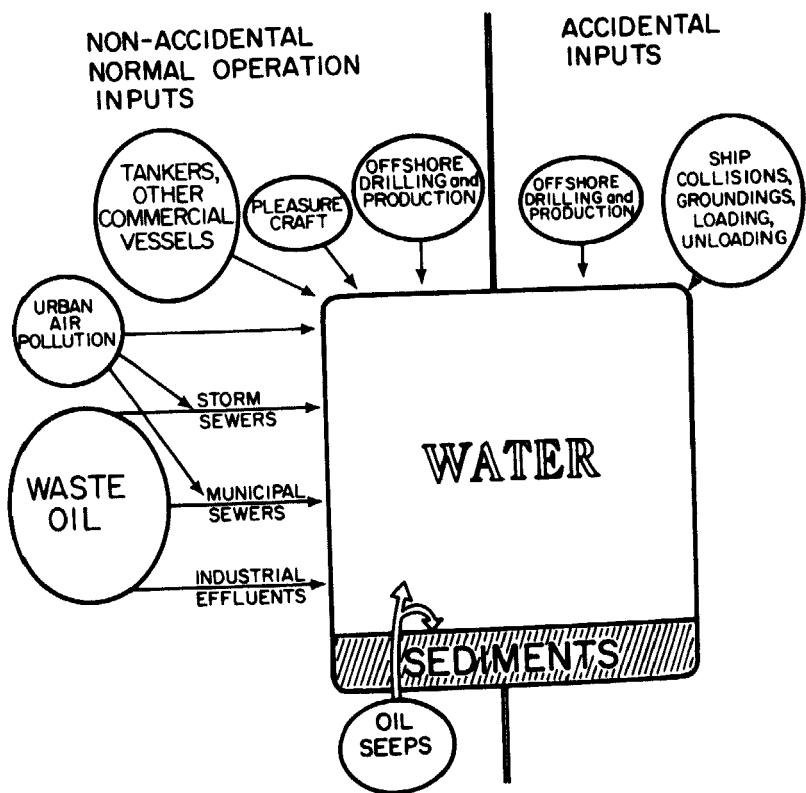 NON-ACCIDENTAL
NORMAL OPERATION
INPUTS
ACCIDENTAL
INPUTS
TANKERS,
OTHER
COMMERCIAL
VESSELS
PLEASURE
CRAFT
OFFSHORE
DRILLING and
PRODUCTION
OFFSHORE
DRILLING and
PRODUCTION
SHIP
COLLISIONS,
GROUNDINGS,
LOADING,
UNLOADING
URBAN
AIR
POLLUTION
STORM
SEWERS
WASTE
OIL
MUNICIPAL
SEWERS
INDUSTRIAL
EFFLUENTS
WATER
SEDIMENTS
OIL
SEEPS